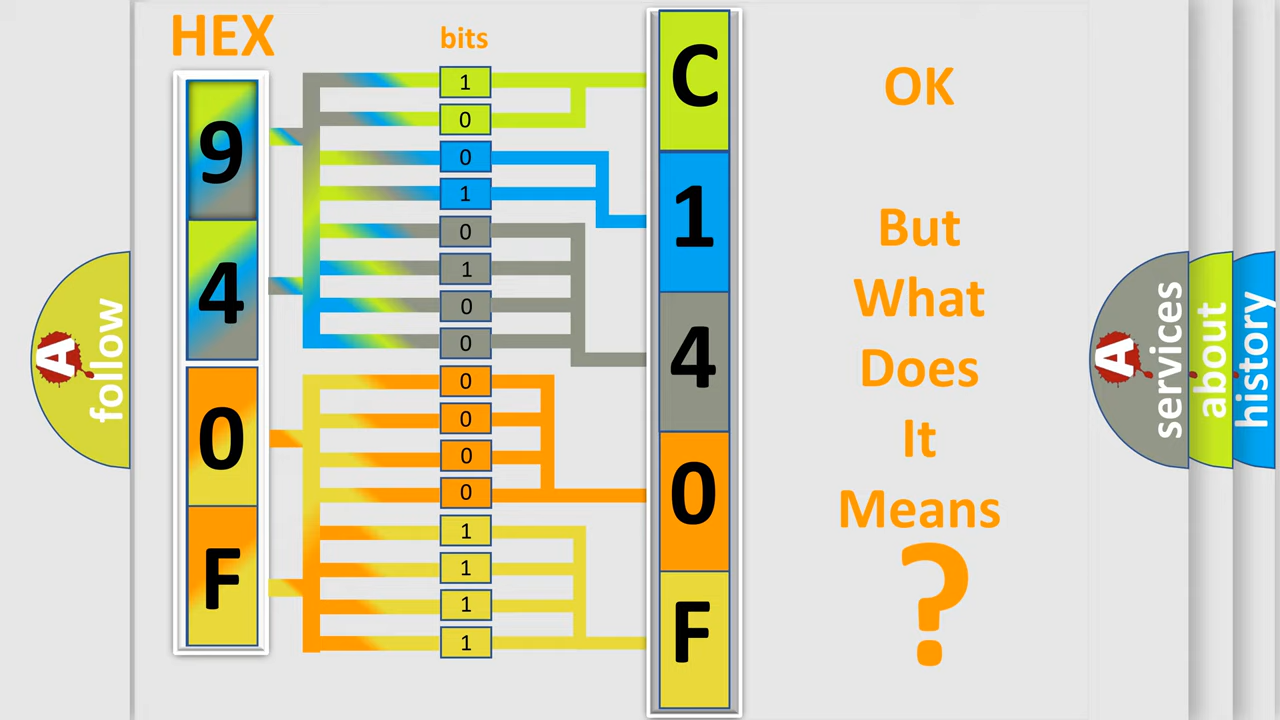 HEX
bits
9
4
0
F
1
0
0
1
0
1
0
0
0
0
0
0
1
1
1
1
C
1
4
0
F
OK
But
What
Does
It
Means
?
A
follow
A
services
about
history